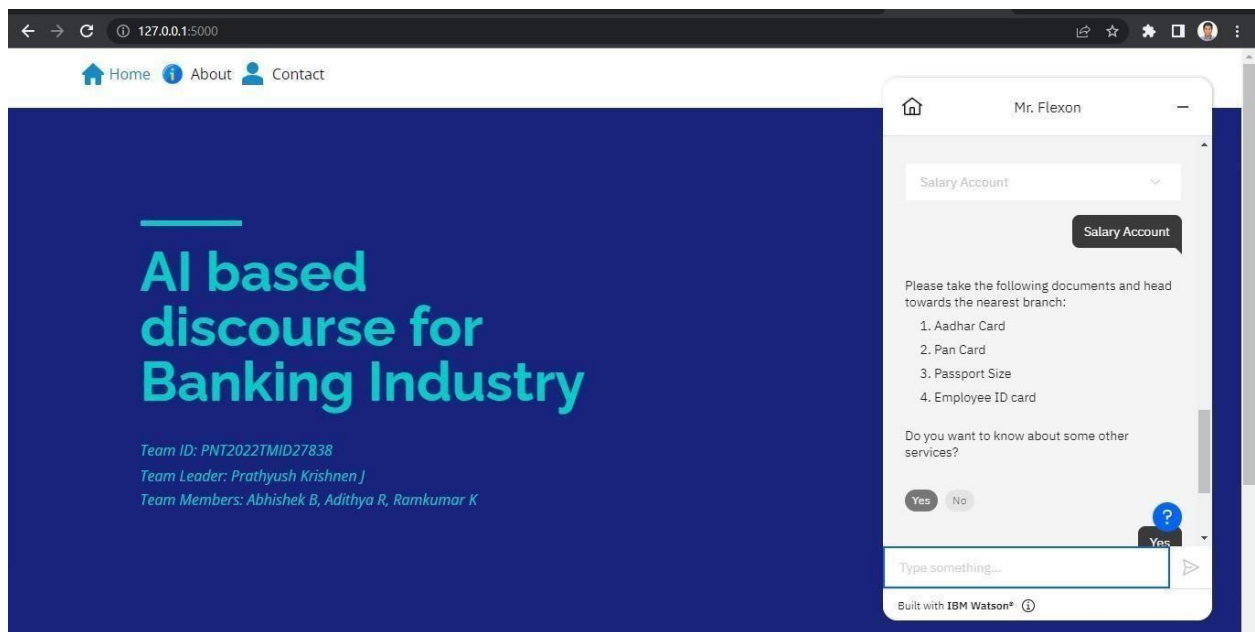 127.0.0.1:5000
Home About Contact
AI based
discourse for
Banking Industry
Team ID: PNT2022TMID27838
Team Leader: Prathyush Krishnen J
Team Members: Abhishek B, Adithya R, Ramkumar K
Mr. Flexon
Salary Account
Salary Account
Please take the following documents and head
towards the nearest branch:
1. Aadhar Card
2. Pan Card
3. Passport Size
4. Employee ID card
Do you want to know about some other
services?
Yes No
?
Yes
Type something...
Built with IBM Watson®